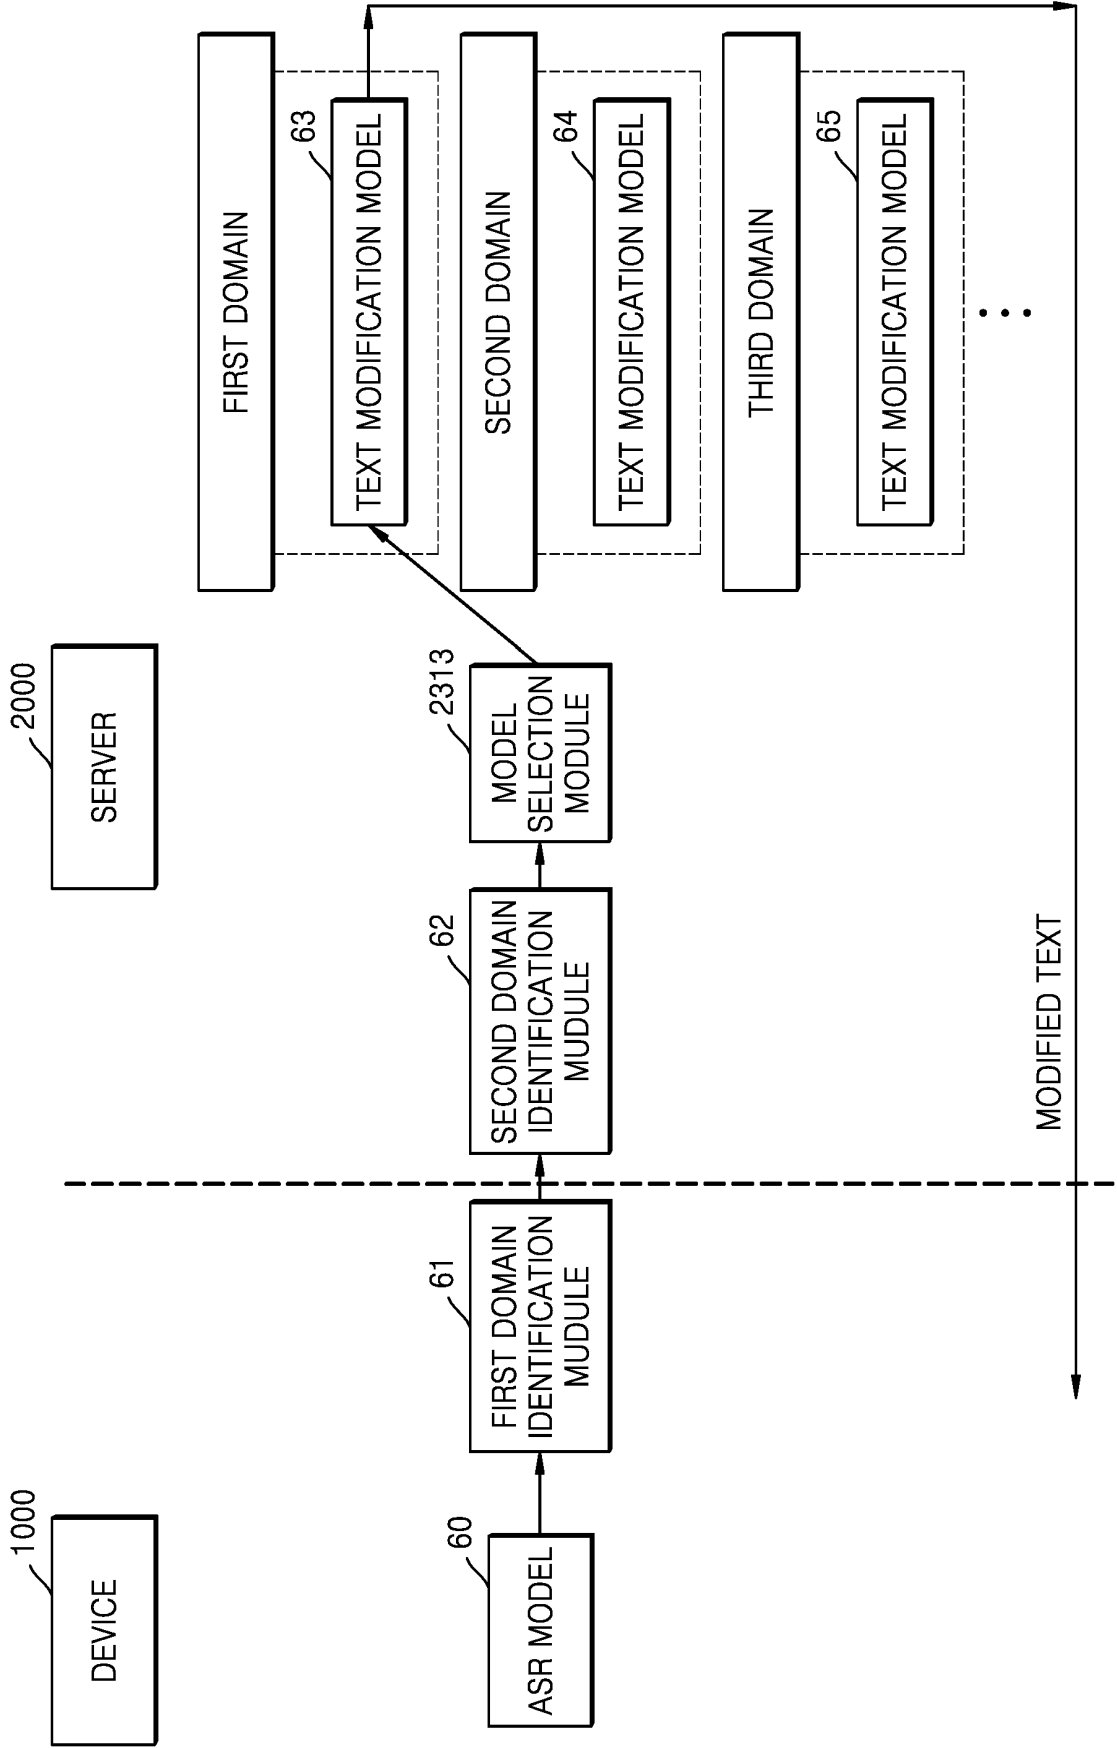 1000
DEVICE
2000
SERVER
60
ASR MODEL
61
FIRST DOMAIN
IDENTIFICATION
MUDULE
62
SECOND DOMAIN
IDENTIFICATION
MUDULE
2313
MODEL
SELECTION
MODULE
FIRST DOMAIN
63
TEXT MODIFICATION MODEL
SECOND DOMAIN
64
TEXT MODIFICATION MODEL
THIRD DOMAIN
65
TEXT MODIFICATION MODEL
...
MODIFIED TEXT